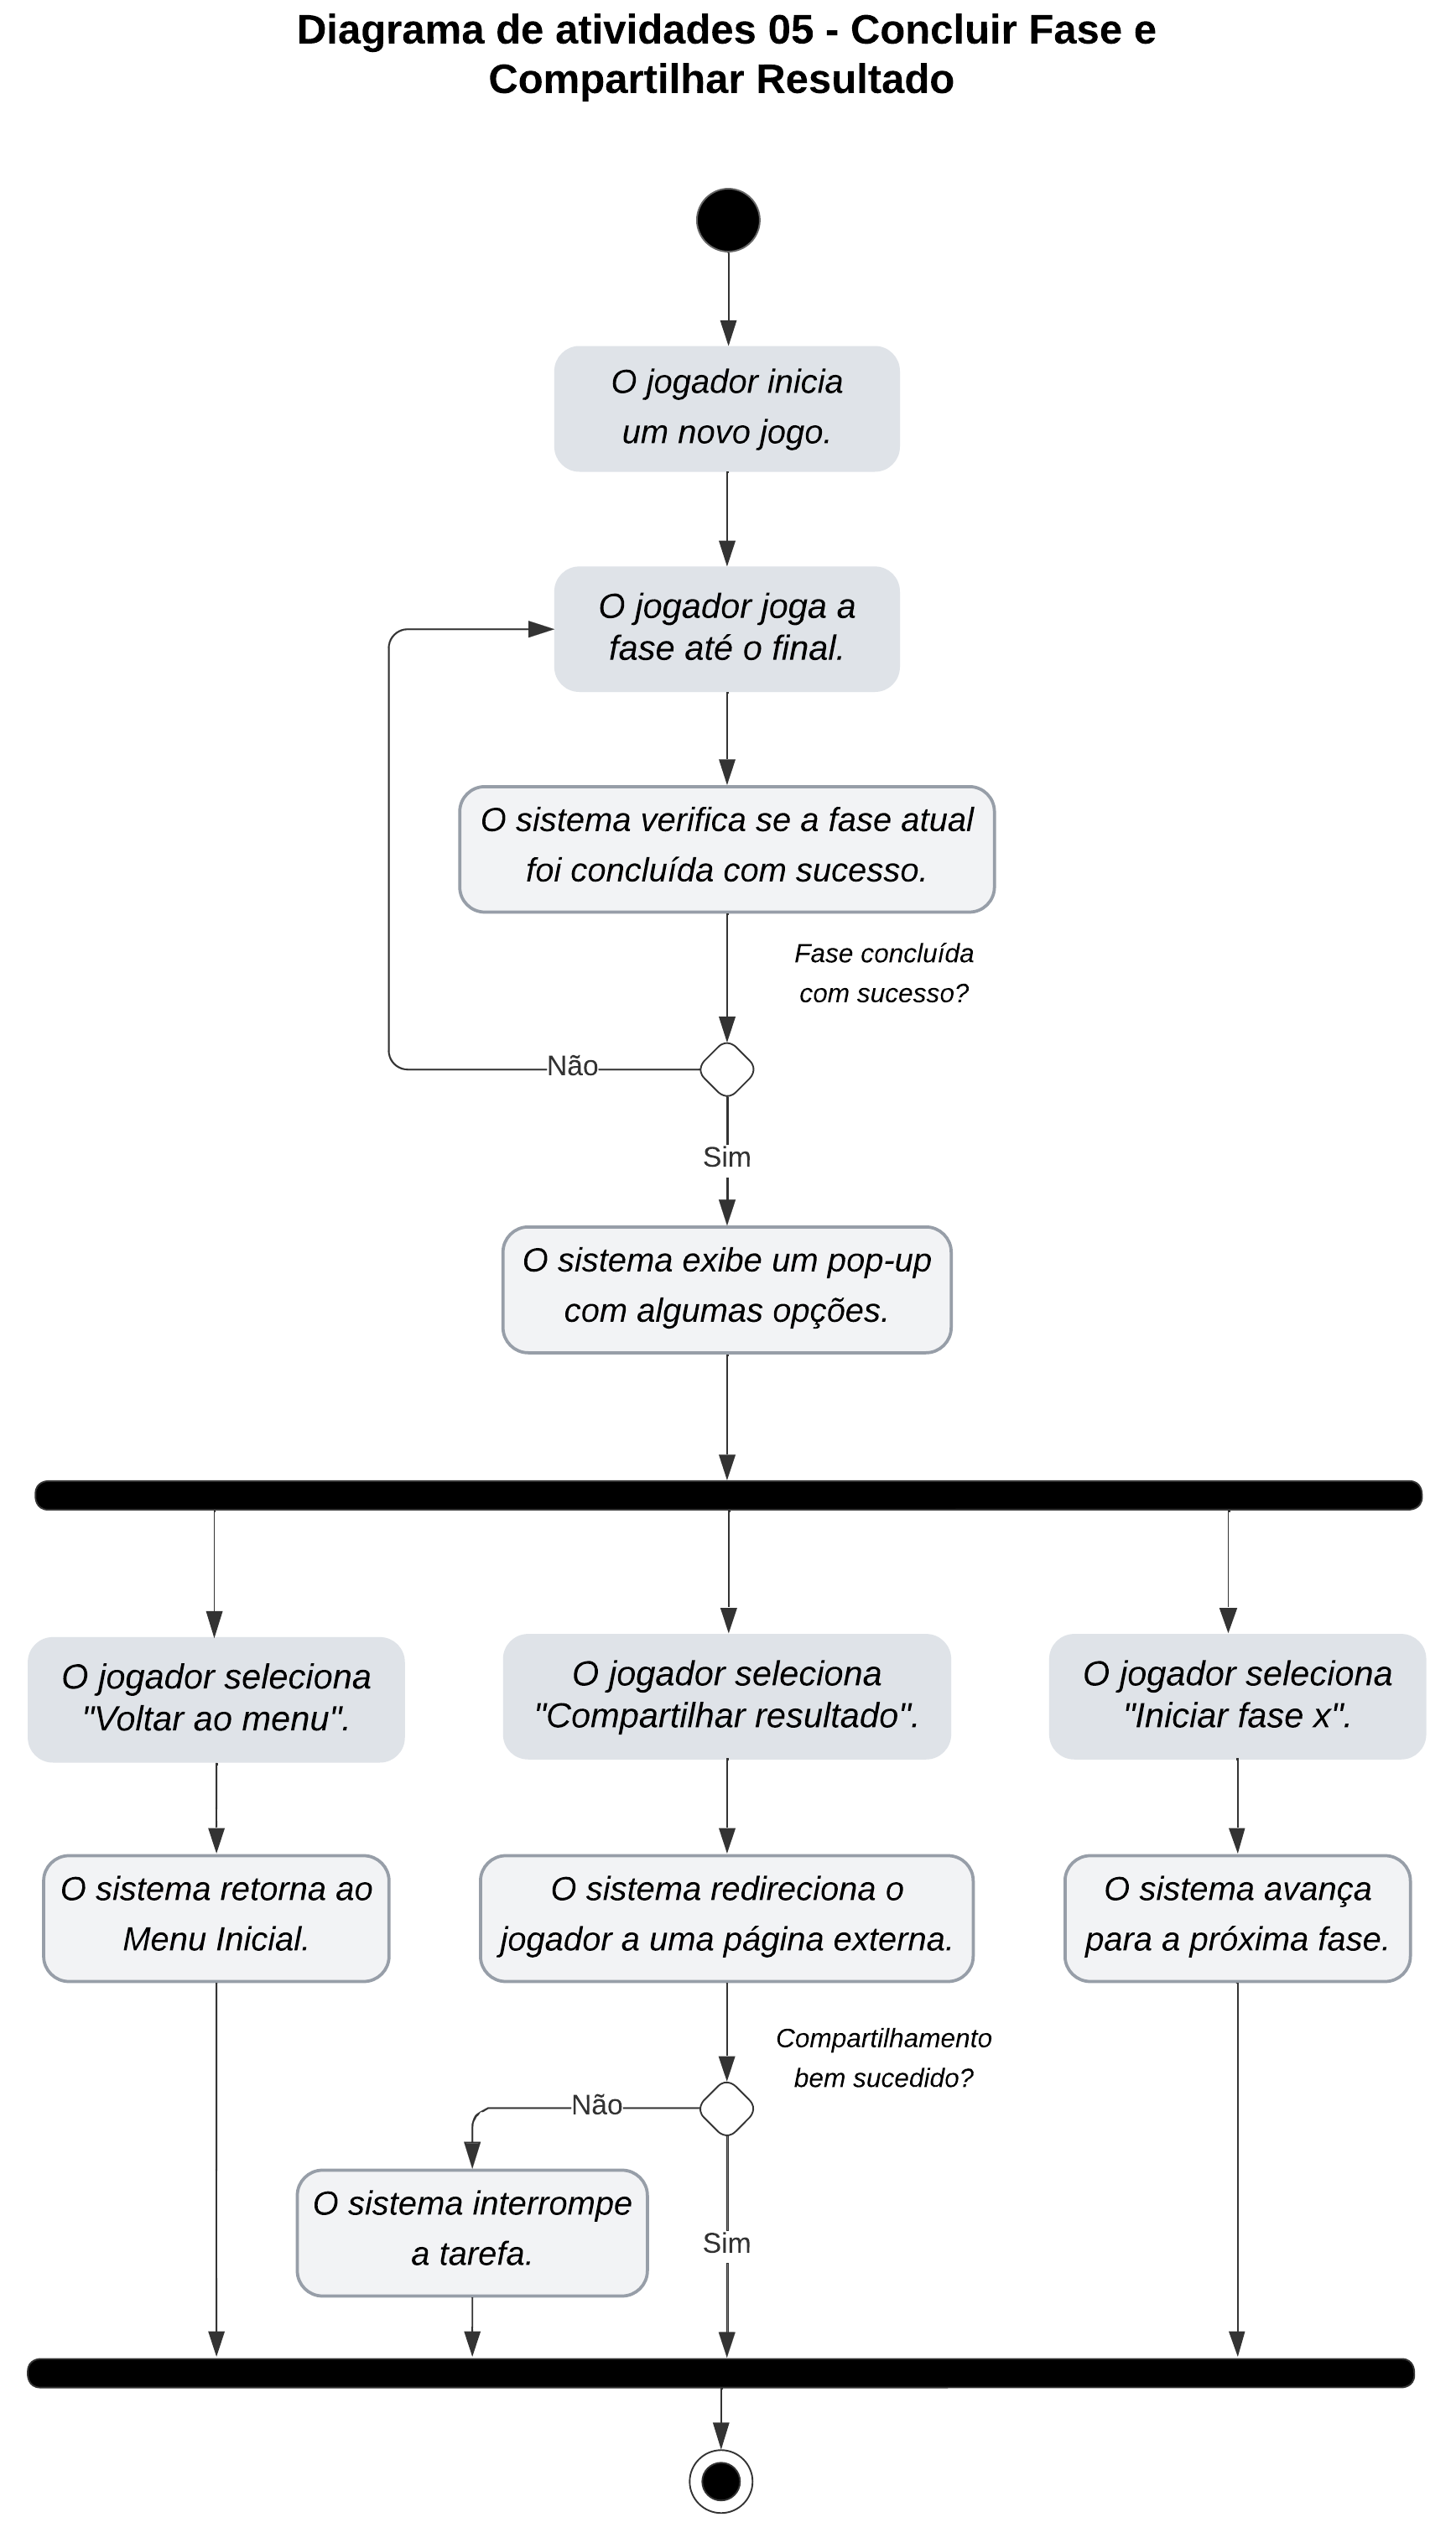 Diagrama de atividades 05 - Concluir Fase e
Compartilhar Resultado
O jogador inicia
um novo jogo.
O jogador joga a
fase até o final.
O sistema verifica se a fase atual
foi concluída com sucesso.
Fase concluída
com sucesso?
Não
Sim
O sistema exibe um pop-up
com algumas opções.
O jogador seleciona
"Voltar ao menu".
O jogador seleciona
"Compartilhar resultado".
O jogador seleciona
"Iniciar fase x".
O sistema retorna ao
Menu Inicial.
O sistema redireciona o
jogador a uma página externa.
O sistema avança
para a próxima fase.
Compartilhamento
bem sucedido?
Não
O sistema interrompe
a tarefa.
Sim